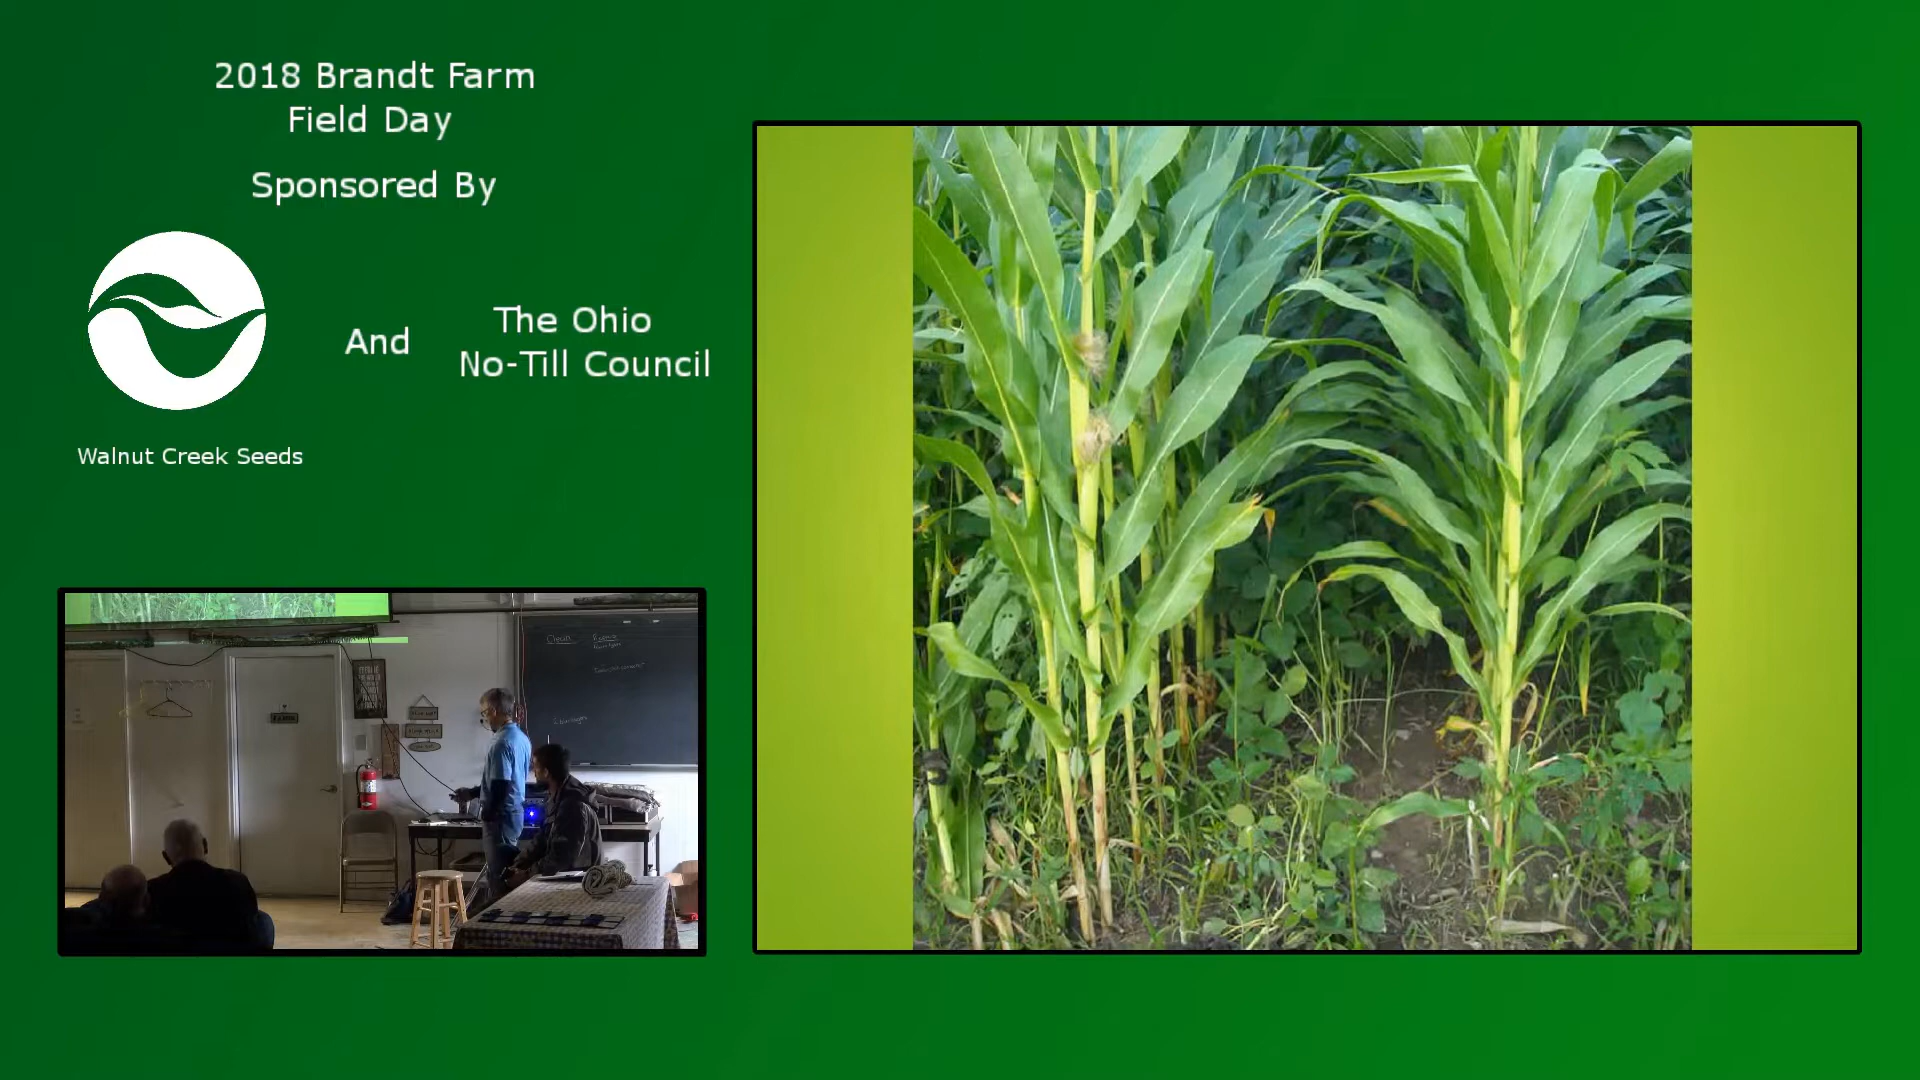 2018 Brandt Farm
Field Day
Sponsored By
And
The Ohio
No-Till Council
Walnut Creek Seeds